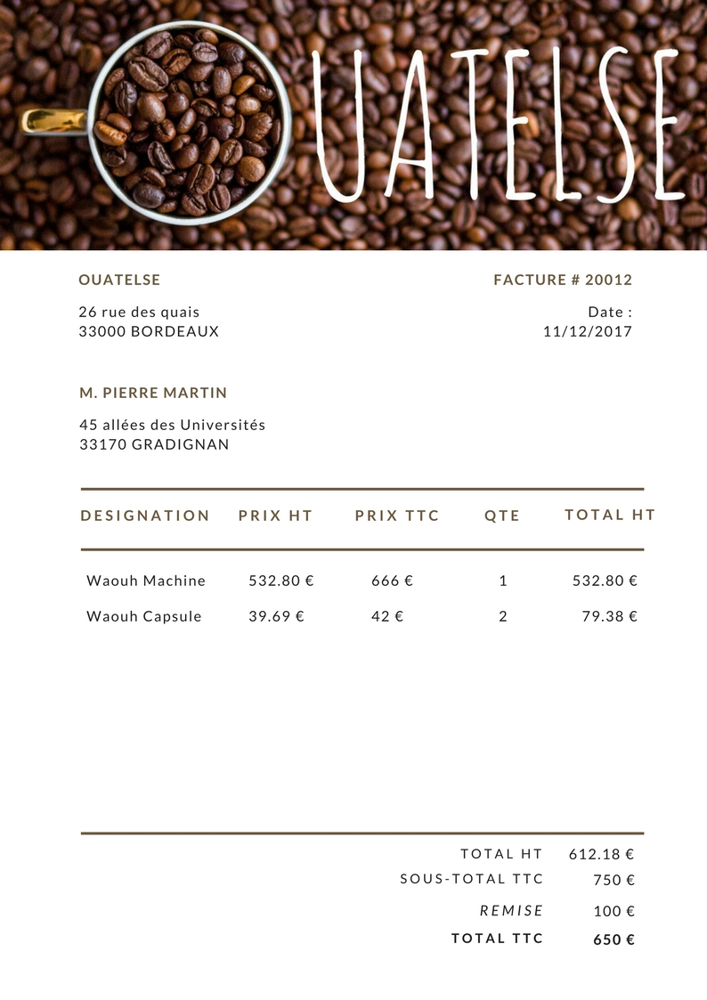 OUATELSE
OUATELSE
FACTURE # 20012
26 rue des quais
Date :
33000 BORDEAUX
11/12/2017
M. PIERRE MARTIN
45 allées des Universités
33170 GRADIGNAN
DESIGNATION PRIX HT PRIX TTC QTE TOTAL HT
Waouh Machine 532.80 € 666 € 1 532.80 €
Waouh Capsule 39.69 € 42 € 2 79.38 €
TOTAL HT 612.18 €
SOUS-TOTAL TTC 750 €
REMISE 100 €
TOTAL TTC 650 €